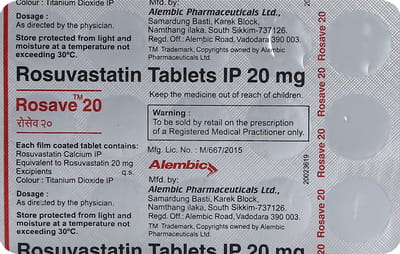 Colour : Titanium Dioxide IP
Dosage :
As directed by the physician.
Store protected from light and
moisture at a temperature not
exceeding 30°C.
Mfd. by:
Alembic Pharmaceuticals Ltd.,
Samardung Basti, Karek Block,
Namthang ilaka, South Sikkim-737126.
Regd. Off.: Alembic Road, Vadodara 390 003.
TM Trademark, Copyrights owned by Alembic
Pharmaceuticals Ltd.
Rosuvastatin Tablets IP 20 mg
Rosave™ 20
रोसेव २०
Keep the medicine out of reach of children.
Warning :
To be sold by retail on the prescription
of a Registered Medical Practitioner only.
Each film coated tablet contains:
Rosuvastatin Calcium IP
Equivalent to Rosuvastatin 20 mg
Excipients q.s.
Colour : Titanium Dioxide IP
Mfg. Lic. No. : M/667/2015
Alembic
Dosage :
As directed by the physician.
Store protected from light and
moisture at a temperature not
exceeding 30°C.
Mfd. by:
Alembic Pharmaceuticals Ltd.,
Samardung Basti, Karek Block,
Namthang ilaka, South Sikkim-737126.
Regd. Off.: Alembic Road, Vadodara 390 003.
TM Trademark, Copyrights owned by Alembic
Pharmaceuticals Ltd.
Rosuvastatin Tablets IP 20 mg
20023619
Rosave 20
Rosave 20
Rosave 20